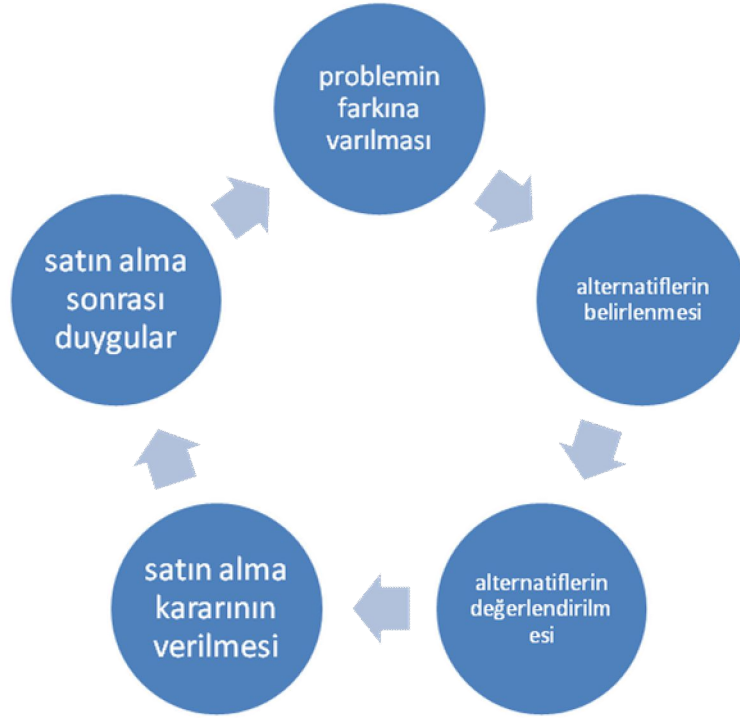 problemin
farkına
varılması
alternatiflerin
belirlenmesi
alternatiflerin
değerlendirilm
esi
satın alma
kararının
verilmesi
satın alma
sonrası
duygular